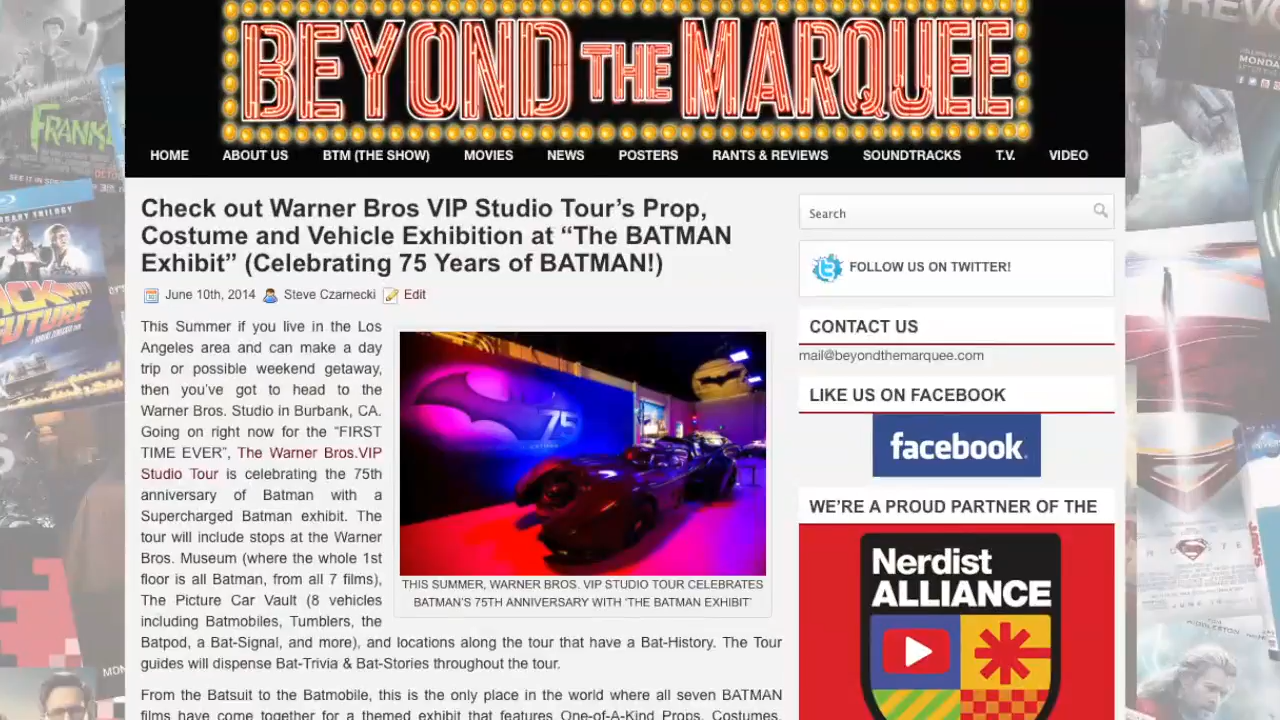 BEYOND THE MARQUEE
HOME ABOUT US BTM (THE SHOW) MOVIES NEWS POSTERS RANTS & REVIEWS SOUNDTRACKS T.V. VIDEO
Check out Warner Bros VIP Studio Tour's Prop,
Costume and Vehicle Exhibition at “The BATMAN
Exhibit” (Celebrating 75 Years of BATMAN!)
June 10th, 2014 Steve Czarnecki Edit
This Summer if you live in the Los
Angeles area and can make a day
trip or possible weekend getaway,
then you've got to head to the
Warner Bros. Studio in Burbank, CA.
Going on right now for the “FIRST
TIME EVER”, The Warner Bros.VIP
Studio Tour is celebrating the 75th
anniversary of Batman with a
Supercharged Batman exhibit. The
tour will include stops at the Warner
Bros. Museum (where the whole 1st
floor is all Batman, from all 7 films),
The Picture Car Vault (8 vehicles
including Batmobiles, Tumblers, the
Batpod, a Bat-Signal, and more), and locations along the tour that have a Bat-History. The Tour
guides will dispense Bat-Trivia & Bat-Stories throughout the tour.
From the Batsuit to the Batmobile, this is the only place in the world where all seven BATMAN
films have come together for a themed exhibit that features One-of-A-Kind Props, Costumes,
75
THIS SUMMER, WARNER BROS. VIP STUDIO TOUR CELEBRATES
BATMAN'S 75TH ANNIVERSARY WITH ‘THE BATMAN EXHIBIT’
Search
FOLLOW US ON TWITTER!
CONTACT US
mail@beyondthemarquee.com
LIKE US ON FACEBOOK
facebook
WE'RE A PROUD PARTNER OF THE
Nerdist
ALLIANCE
FRANK
FUTURE
MONDA